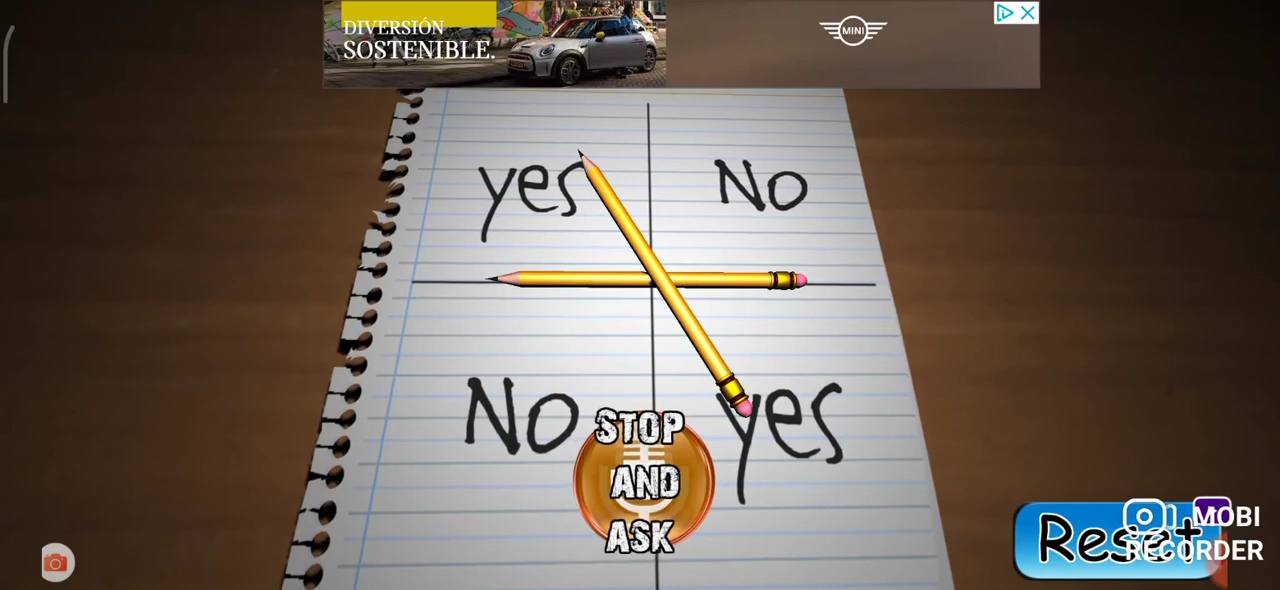 DIVERSIÓN
SOSTENIBLE.
MINI
yes
No
No
yes
STOP
AND
ASK
Reset
MOBI
RECORDER